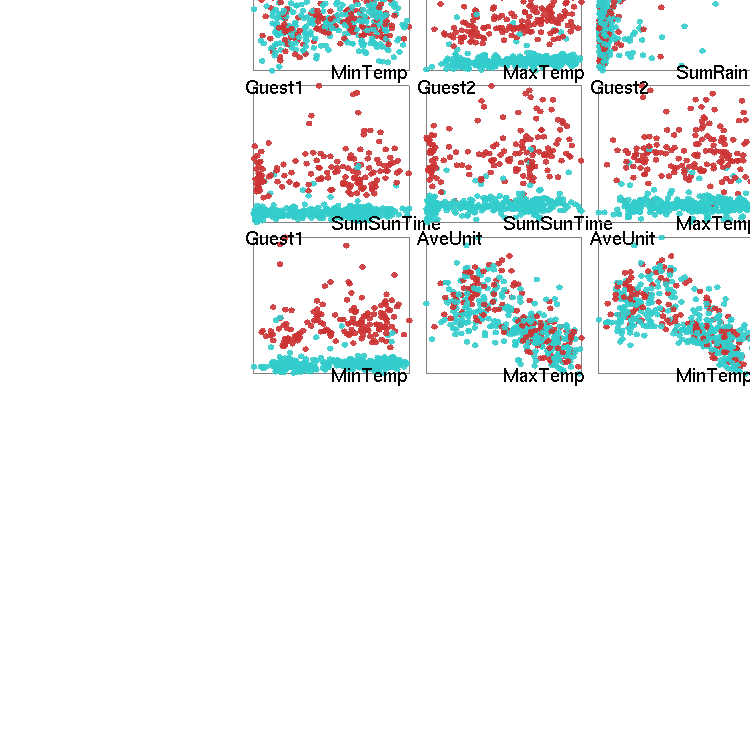 MinTemp MaxTemp SumRain
Guest1 Guest2 Guest2
SumSunTime SumSunTime MaxTemp
Guest1 AveUnit AveUnit
MinTemp MaxTemp MinTemp